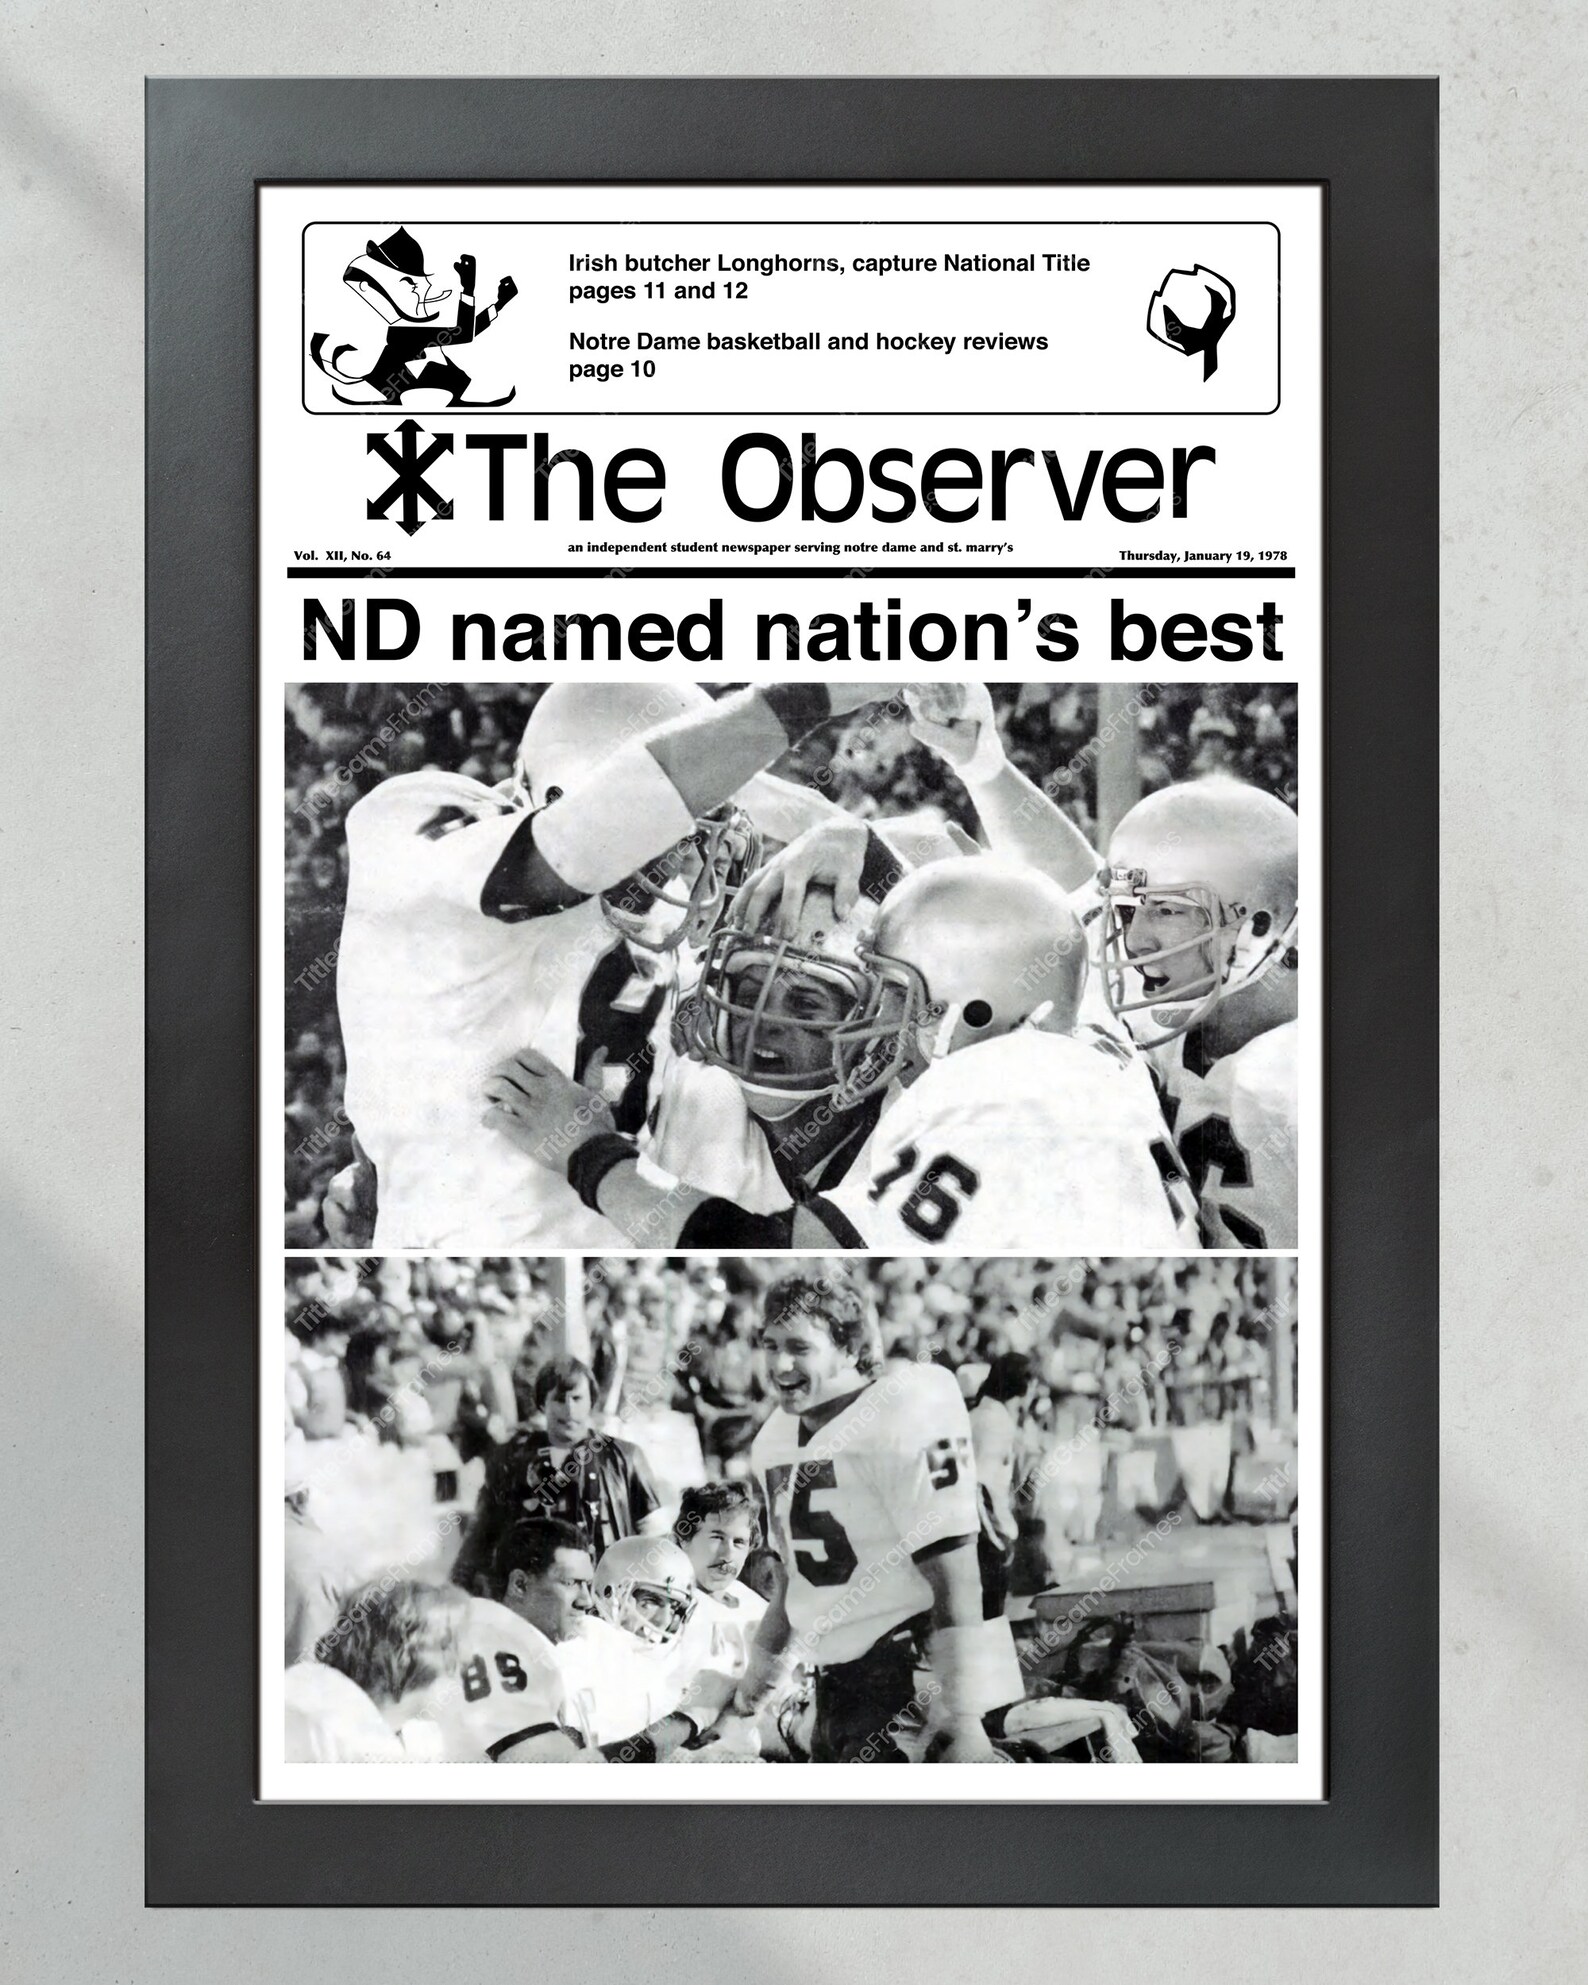 Irish butcher Longhorns, capture National Title
pages 11 and 12
Notre Dame basketball and hockey reviews
page 10
The Observer
an independent student newspaper serving notre dame and st. marry's
Vol. XII, No. 64
Thursday, January 19, 1978
ND named nation's best
16
55
89
TitleGameFrames